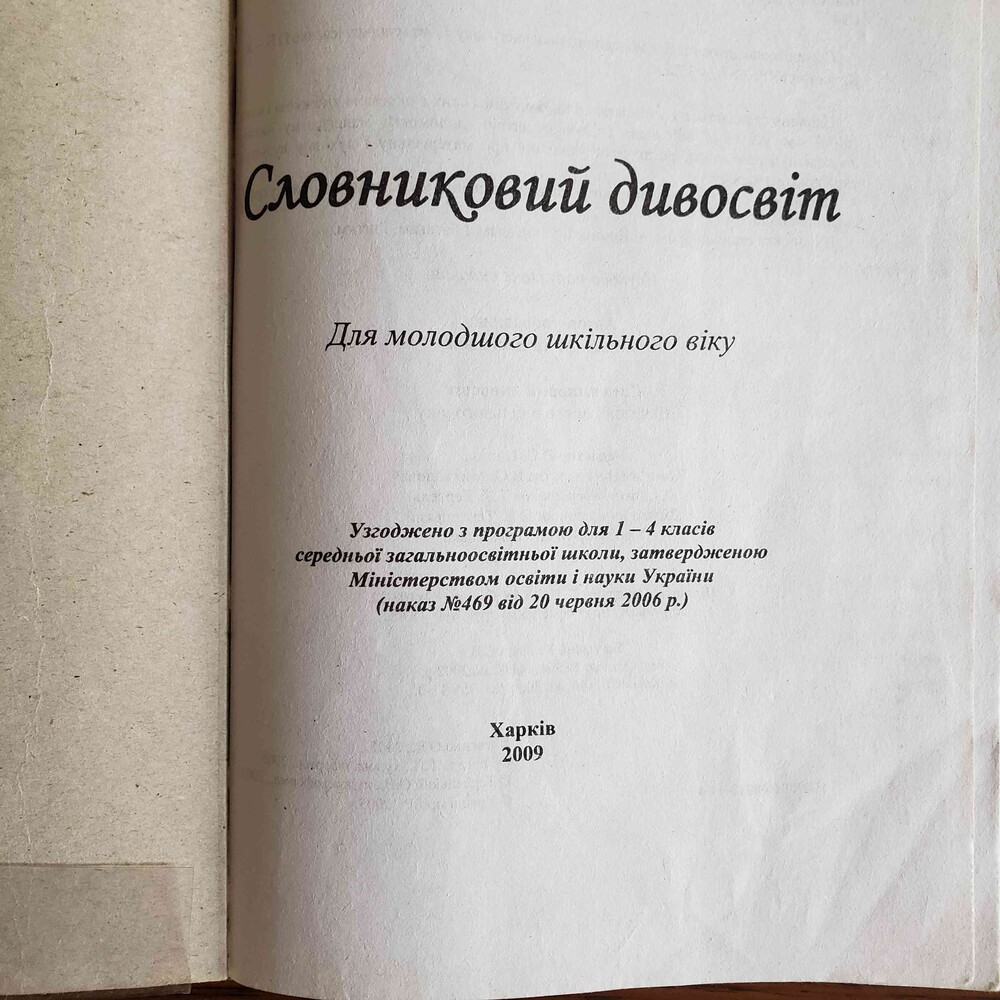 Словниковий дивосвіт
Для молодшого шкільного віку
Узгоджено з програмою для 1 – 4 класів
середньої загальноосвітньої школи, затвердженою
Міністерством освіти і науки України
(наказ №469 від 20 червня 2006 р.)
Харків
2009